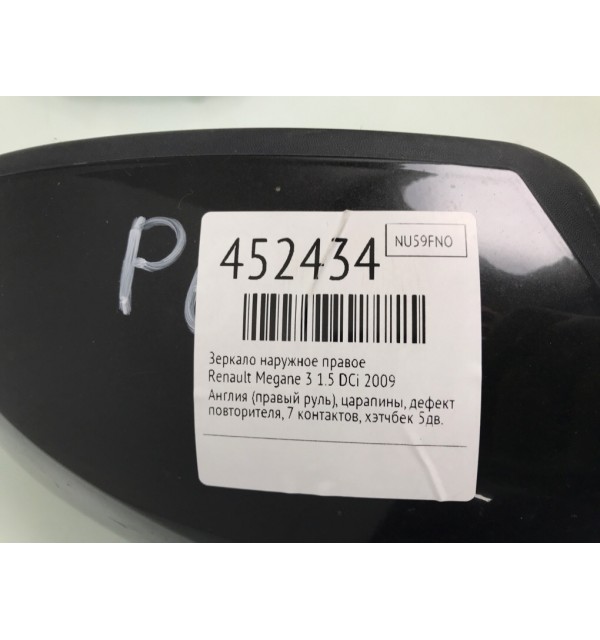 452434
NU59FNO
Зеркало наружное правое
Renault Megane 3 1.5 DCi 2009
Англия (правый руль), царапины, дефект
повторителя, 7 контактов, хэтчбек 5дв.